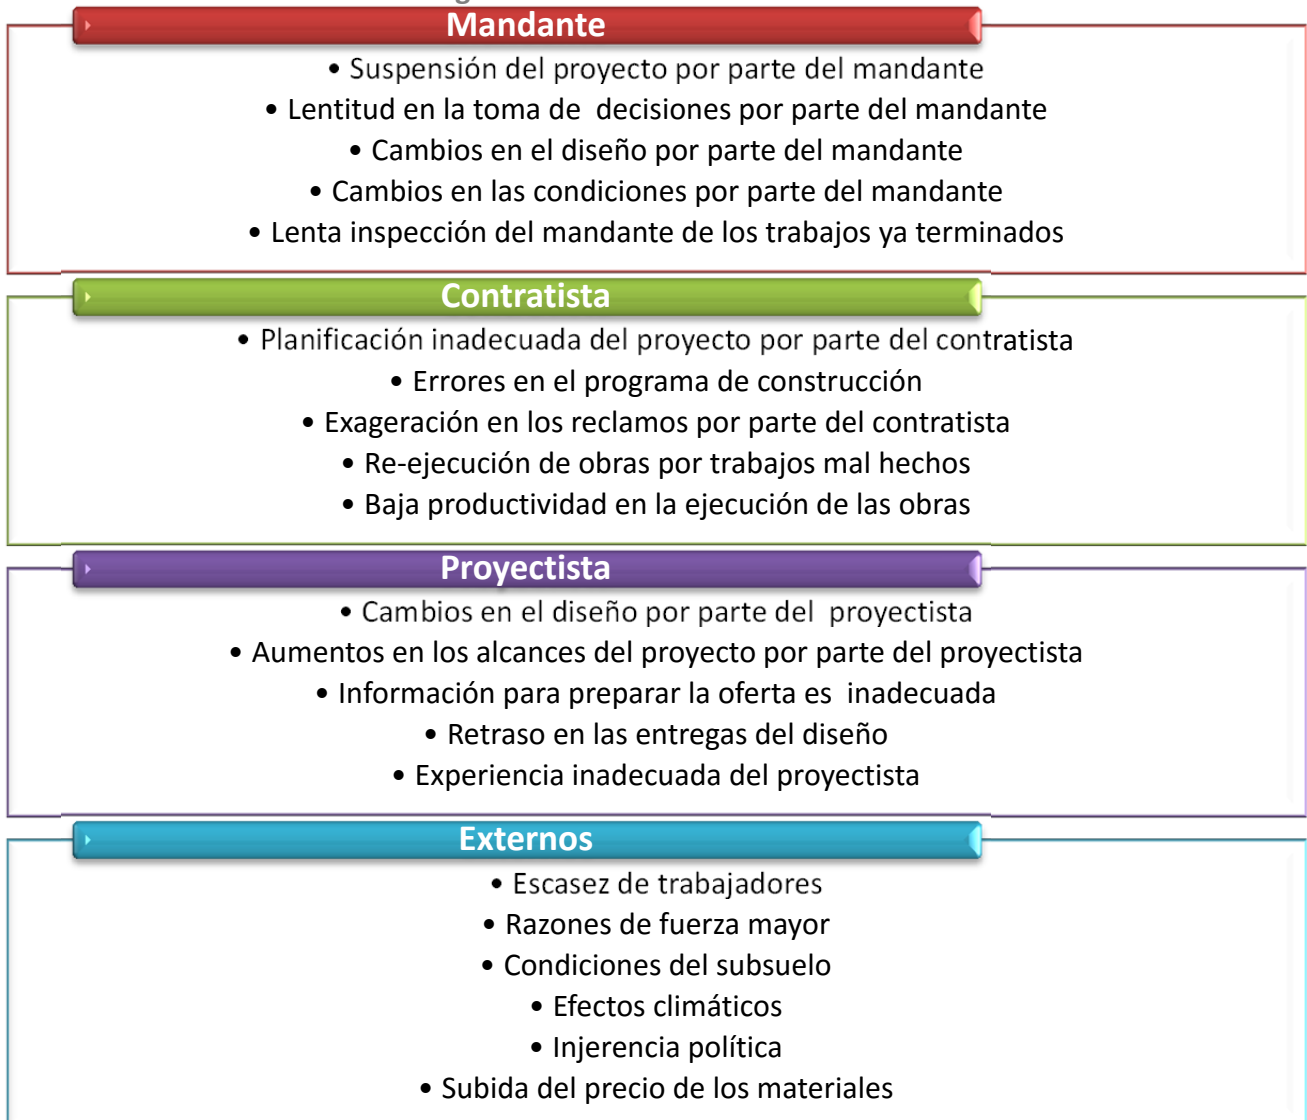 Mandante
• Suspensión del proyecto por parte del mandante
• Lentitud en la toma de  decisiones por parte del mandante
• Cambios en el diseño por parte del mandante
• Cambios en las condiciones por parte del mandante
• Lenta inspección del mandante de los trabajos ya terminados
Contratista
• Planificación inadecuada del proyecto por parte del contratista
• Errores en el programa de construcción
• Exageración en los reclamos por parte del contratista
• Re-ejecución de obras por trabajos mal hechos
• Baja productividad en la ejecución de las obras
Proyectista
• Cambios en el diseño por parte del  proyectista
• Aumentos en los alcances del proyecto por parte del proyectista
• Información para preparar la oferta es  inadecuada
• Retraso en las entregas del diseño
• Experiencia inadecuada del proyectista
Externos
• Escasez de trabajadores
• Razones de fuerza mayor
• Condiciones del subsuelo
• Efectos climáticos
• Injerencia política
• Subida del precio de los materiales